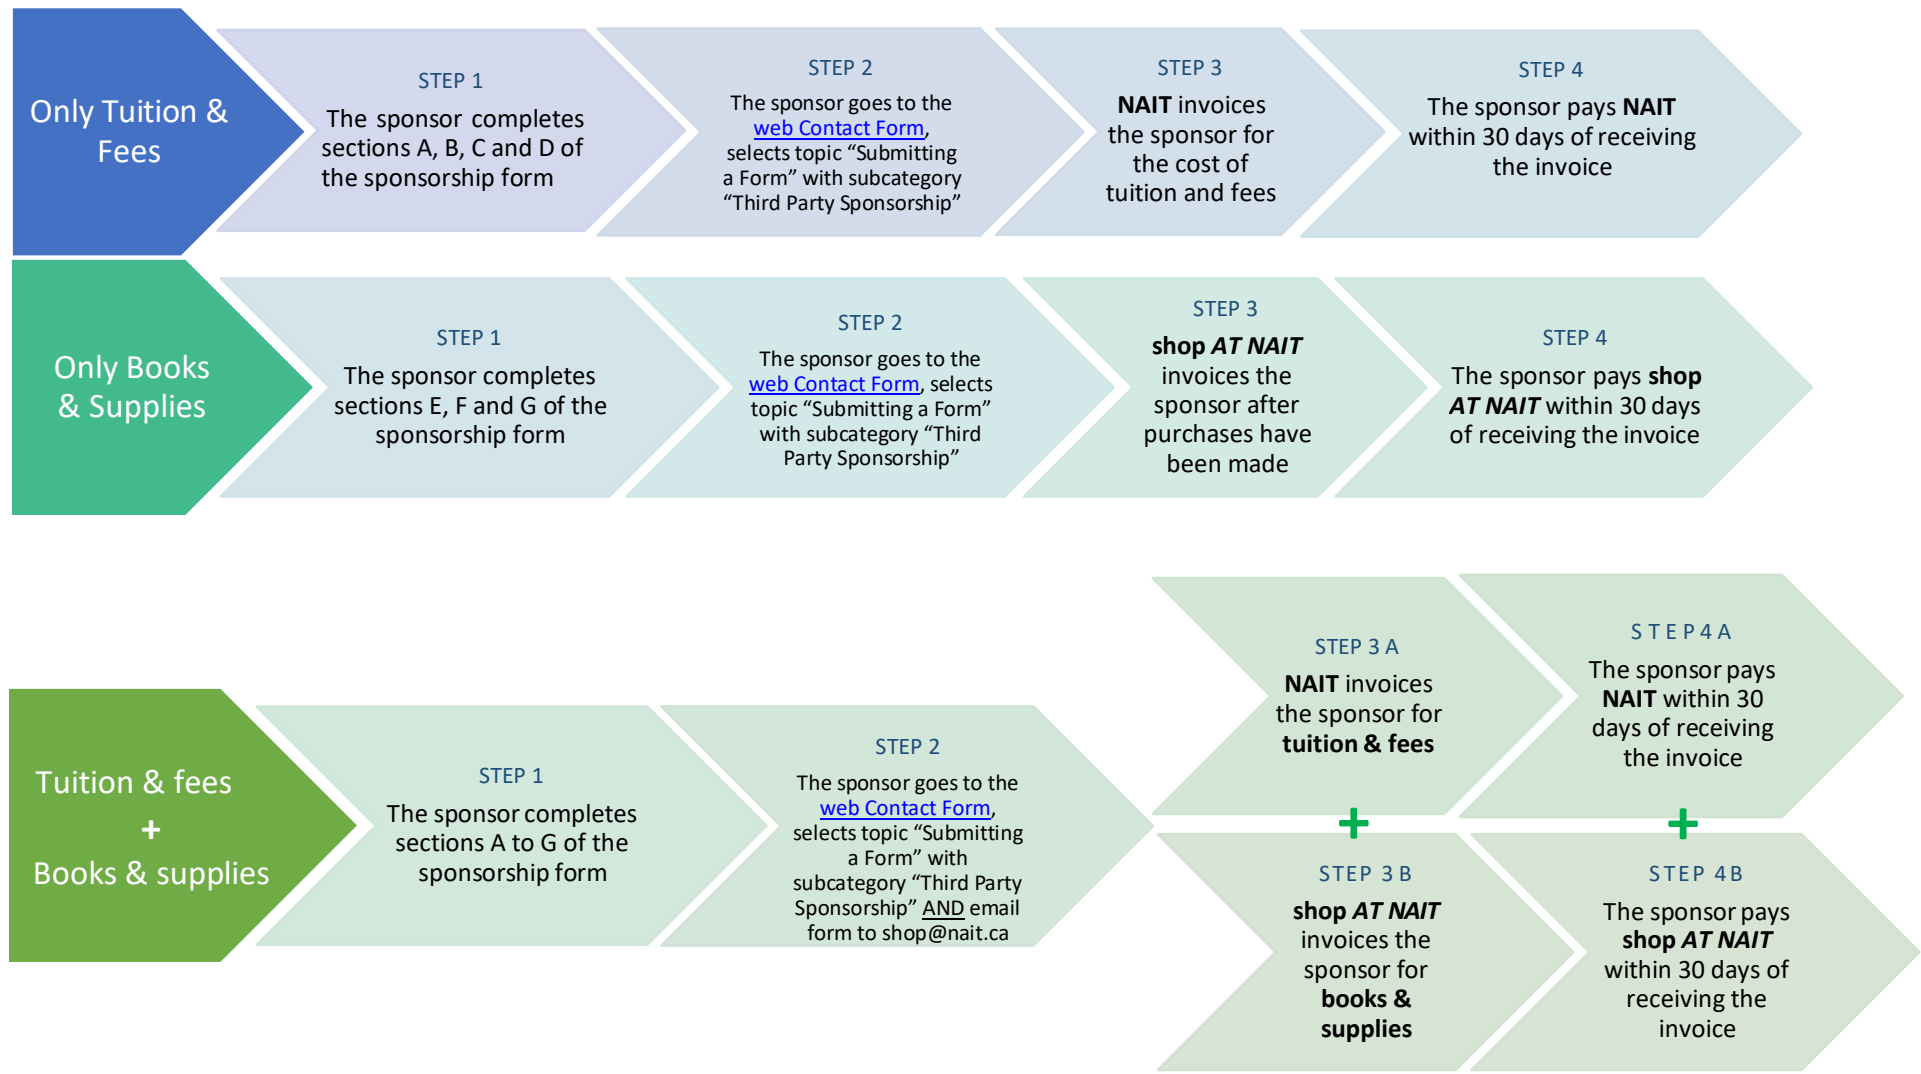 Only Tuition &
Fees
STEP 1
The sponsor completes
sections A, B, C and D of
the sponsorship form
STEP 2
The sponsor goes to the
web Contact Form,
selects topic “Submitting
a Form” with subcategory
“Third Party Sponsorship”
STEP 3
NAIT invoices
the sponsor for
the cost of
tuition and fees
STEP 4
The sponsor pays NAIT
within 30 days of receiving
the invoice
Only Books
& Supplies
STEP 1
The sponsor completes
sections E, F and G of the
sponsorship form
STEP 2
The sponsor goes to the
web Contact Form, selects
topic “Submitting a Form”
with subcategory “Third
Party Sponsorship”
STEP 3
shop AT NAIT
invoices the
sponsor after
purchases have
been made
STEP 4
The sponsor pays shop
AT NAIT within 30 days
of receiving the invoice
Tuition & fees
+
Books & supplies
STEP 1
The sponsor completes
sections A to G of the
sponsorship form
STEP 2
The sponsor goes to the
web Contact Form,
selects topic “Submitting
a Form” with
subcategory “Third Party
Sponsorship” AND email
form to shop@nait.ca
STEP 3 A
NAIT invoices
the sponsor for
tuition & fees
STEP 4 A
The sponsor pays
NAIT within 30
days of receiving
the invoice
+
+
STEP 3 B
shop AT NAIT
invoices the
sponsor for
books &
supplies
STEP 4 B
The sponsor pays
shop AT NAIT
within 30 days of
receiving the
invoice